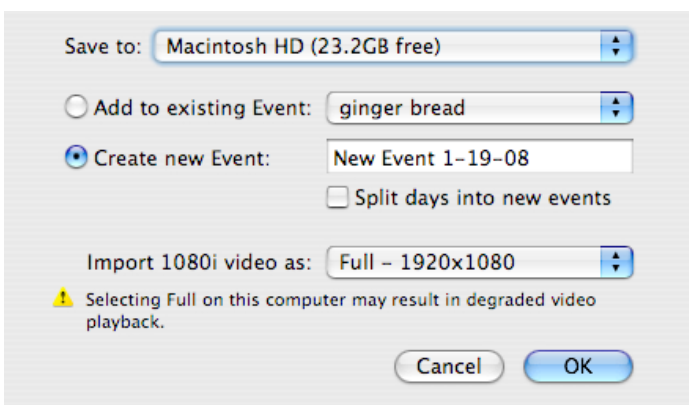 Save to: Macintosh HD (23.2GB free)
Add to existing Event: ginger bread
Create new Event: New Event 1-19-08
Split days into new events
Import 1080i video as: Full - 1920x1080
Selecting Full on this computer may result in degraded video
playback.
Cancel OK